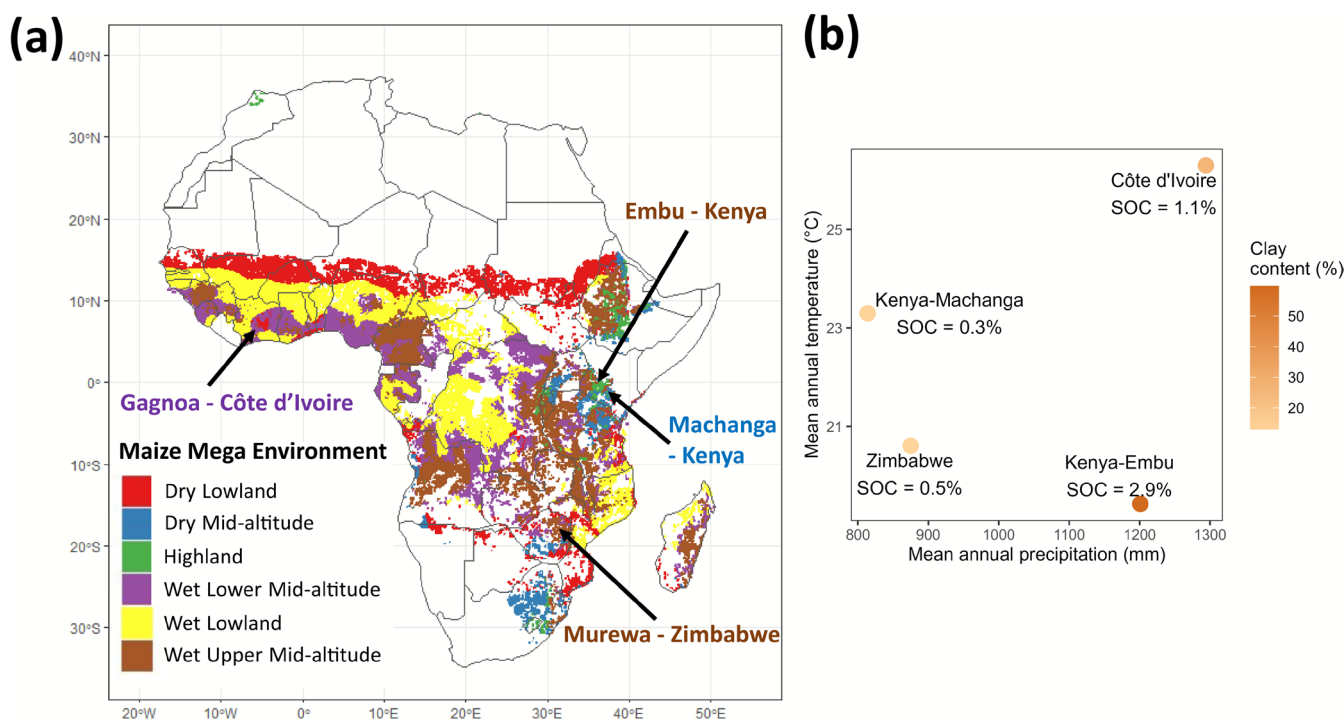 (a)
40°N
30°N
20°N
10°N
0°
10°S
20°S
30°S
20°W
10°W
0°
10°E
20°E
30°E
40°E
50°E
Embu - Kenya
Gagnoa - Côte d’Ivoire
Machanga
- Kenya
Murewa - Zimbabwe
Maize Mega Environment
Dry Lowland
Dry Mid-altitude
Highland
Wet Lower Mid-altitude
Wet Lowland
Wet Upper Mid-altitude
(b)
Mean annual temperature (°C)
25
23
21
Côte d'Ivoire
SOC = 1.1%
Kenya-Machanga
SOC = 0.3%
Zimbabwe
SOC = 0.5%
Kenya-Embu
SOC = 2.9%
800
900
1000
1100
1200
1300
Mean annual precipitation (mm)
Clay
content (%)
50
40
30
20